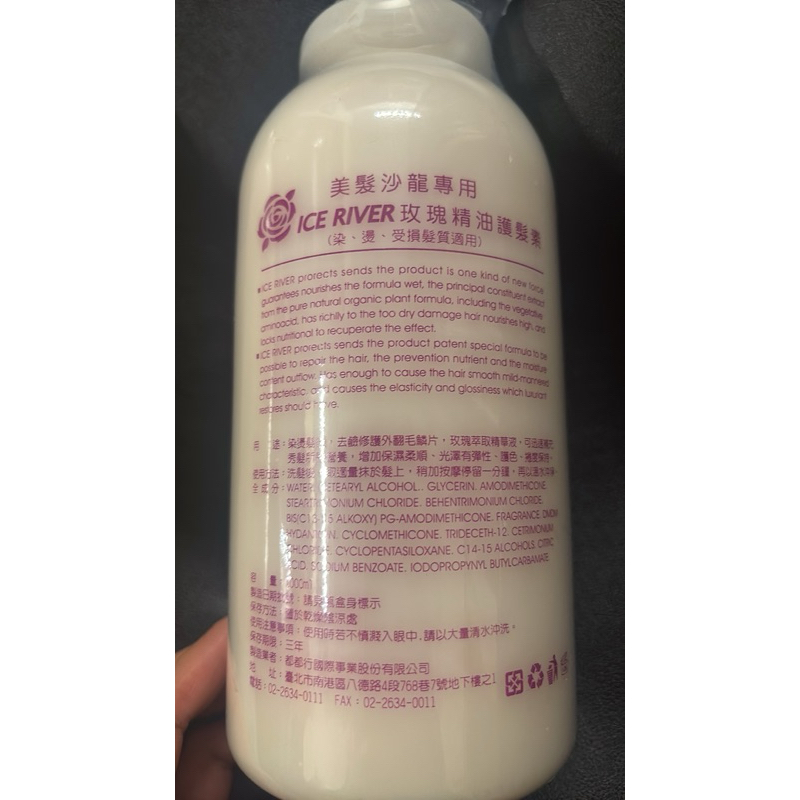 美髮沙龍專用
ICE RIVER 玫瑰精油護髮素
(染、燙、受損髮質適用)
ICE RIVER prorects sends the product is one kind of new force
guarantees nourishes the formula wet, the principal constituent extract
from the pure natural organic plant formula, including the vegetative
aminoacid, has richily to the too dry damage hair nourishes high, and
lacks nutritional to recuperate the effect.
ICE RIVER prorects sends the product patent special formula to be
possible to repair the hair, the prevention nutrient and the moisture
content outflow. Has enough to cause the hair smooth mild-mannered
characteristic, and causes the elasticity and glossiness which luxurant
restores should have.
用 途：染燙髮 去鹼修護外翻毛鱗片，玫瑰萃取精華液，可迅速補充
秀髮 營養，增加保濕柔順、光澤有彈性、護色、捲度保持。
使用方法：洗髮後 取適量抹於髮上，稍加按摩停留一分鐘，再以溫水沖淨。
全成分：WATER. CETEARYL ALCOHOL. GLYCERIN. AMODIMETHICONE.
STEARTRIMONIUM CHLORIDE. BEHENTRIMONIUM CHLORIDE.
BIS(C13-15 ALKOXY) PG-AMODIMETHICONE. FRAGRANCE. DMDM
HYDANTOIN. CYCLOMETHICONE. TRIDECETH-12. CETRIMONIUM
CHLORIDE. CYCLOPENTASILOXANE. C14-15 ALCOHOLS. CITRIC
ACID. SODIUM BENZOATE. IODOPROPYNYL BUTYLCARBAMATE
容 量：1000ml
製造日期批號：請見瓶盒身標示
保存方法：置於乾燥陰涼處
使用注意事項：使用時若不慎濺入眼中，請以大量清水沖洗。
保存期限：三年
製造業者：都都行國際事業股份有限公司
地 址：臺北市南港區八德路4段768巷7號地下樓之1
電話：02-2634-0111 FAX：02-2634-0011